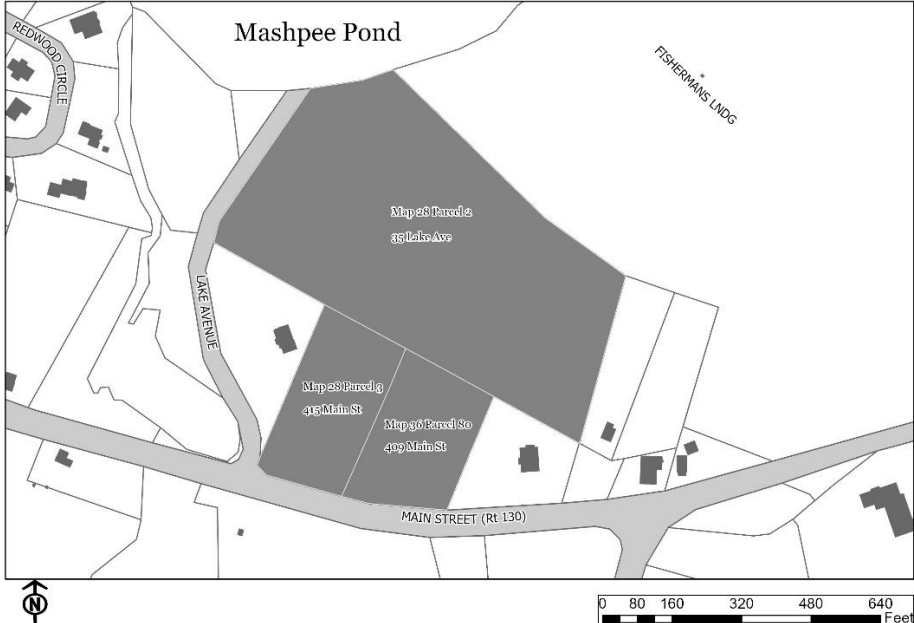 Mashpee Pond
REDWOOD CIRCLE
FISHERMANS LNDG
Map 28 Parcel 2
35 Lake Ave
LAKE AVENUE
Map 28 Parcel 3
415 Main St
Map 36 Parcel 80
409 Main St
MAIN STREET (Rt 130)
N
0 80 160 320 480 640
Feet